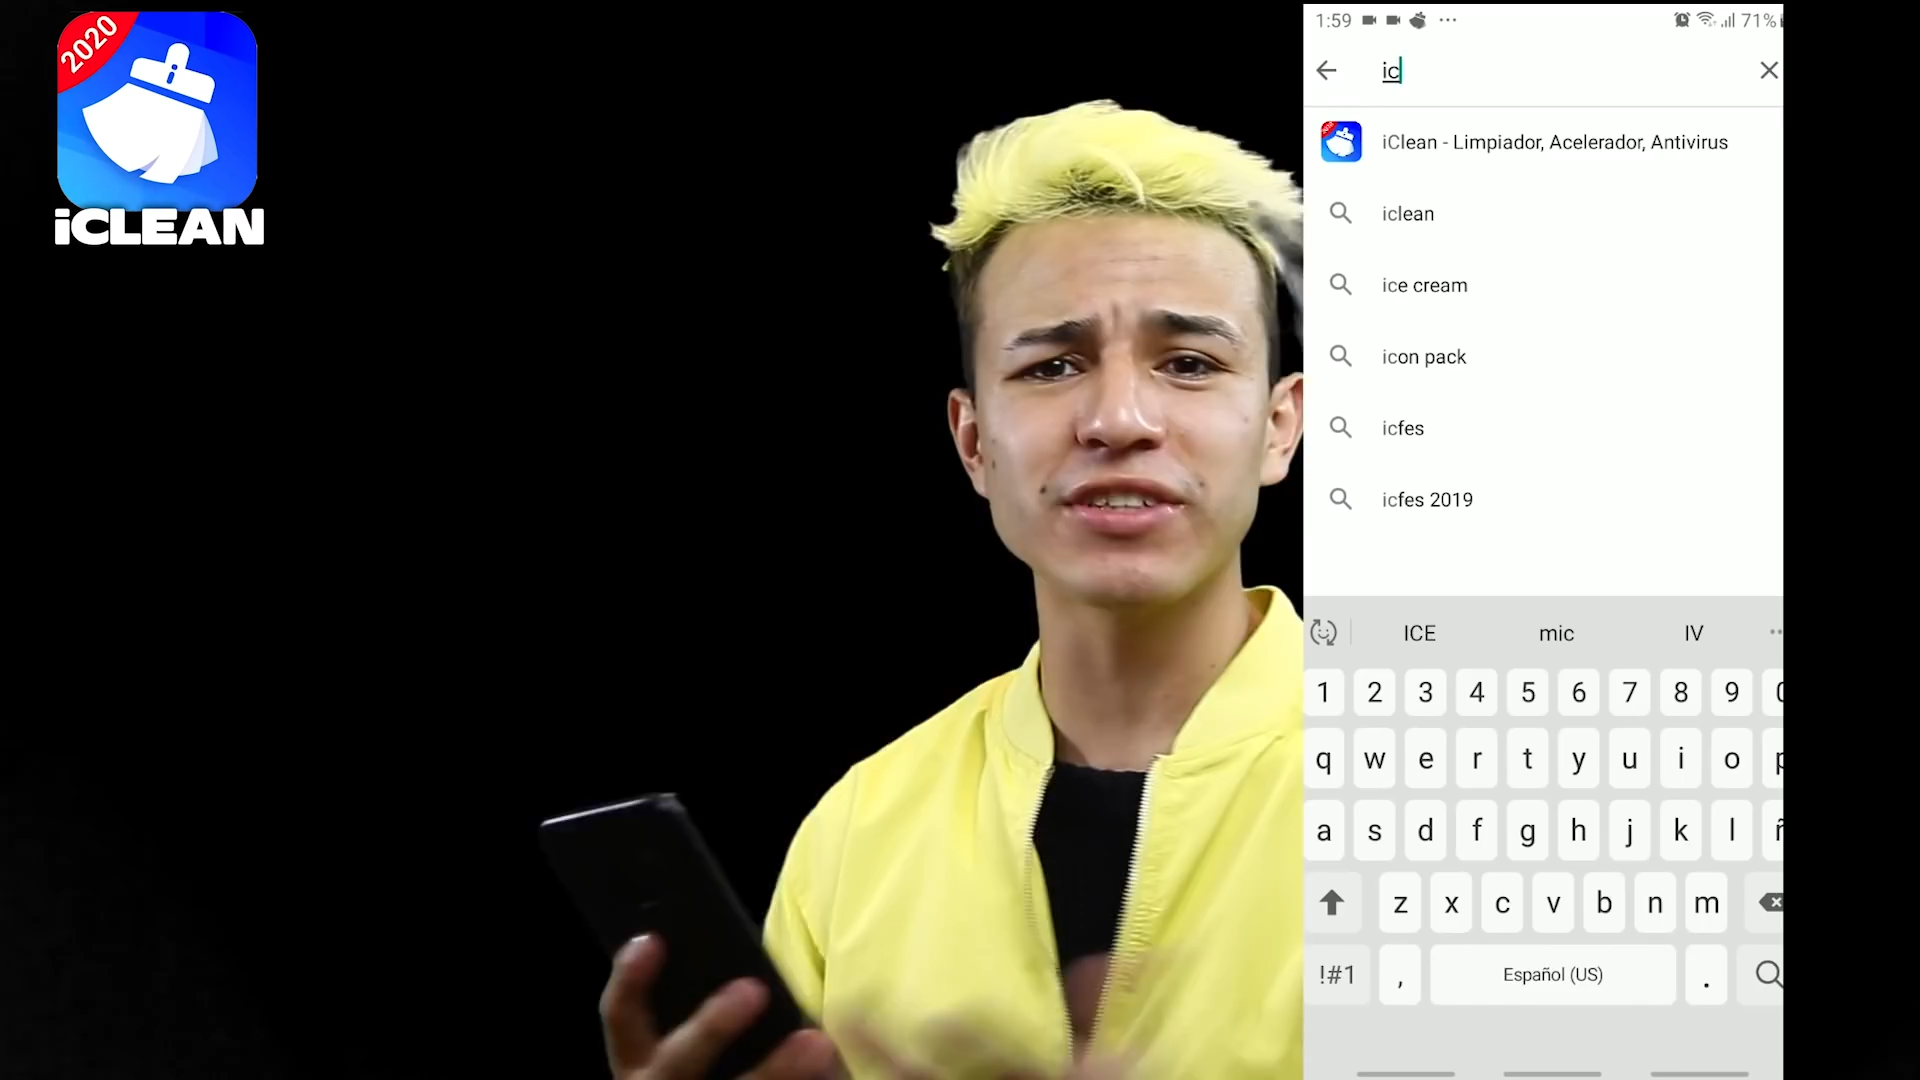 2020
iCLEAN
1:59
71%
ic
iClean - Limpiador, Acelerador, Antivirus
iclean
ice cream
icon pack
icfes
icfes 2019
ICE mic IV
1 2 3 4 5 6 7 8 9 0
q w e r t y u i o p
a s d f g h j k l ñ
z x c v b n m
!#1 , Español (US) .